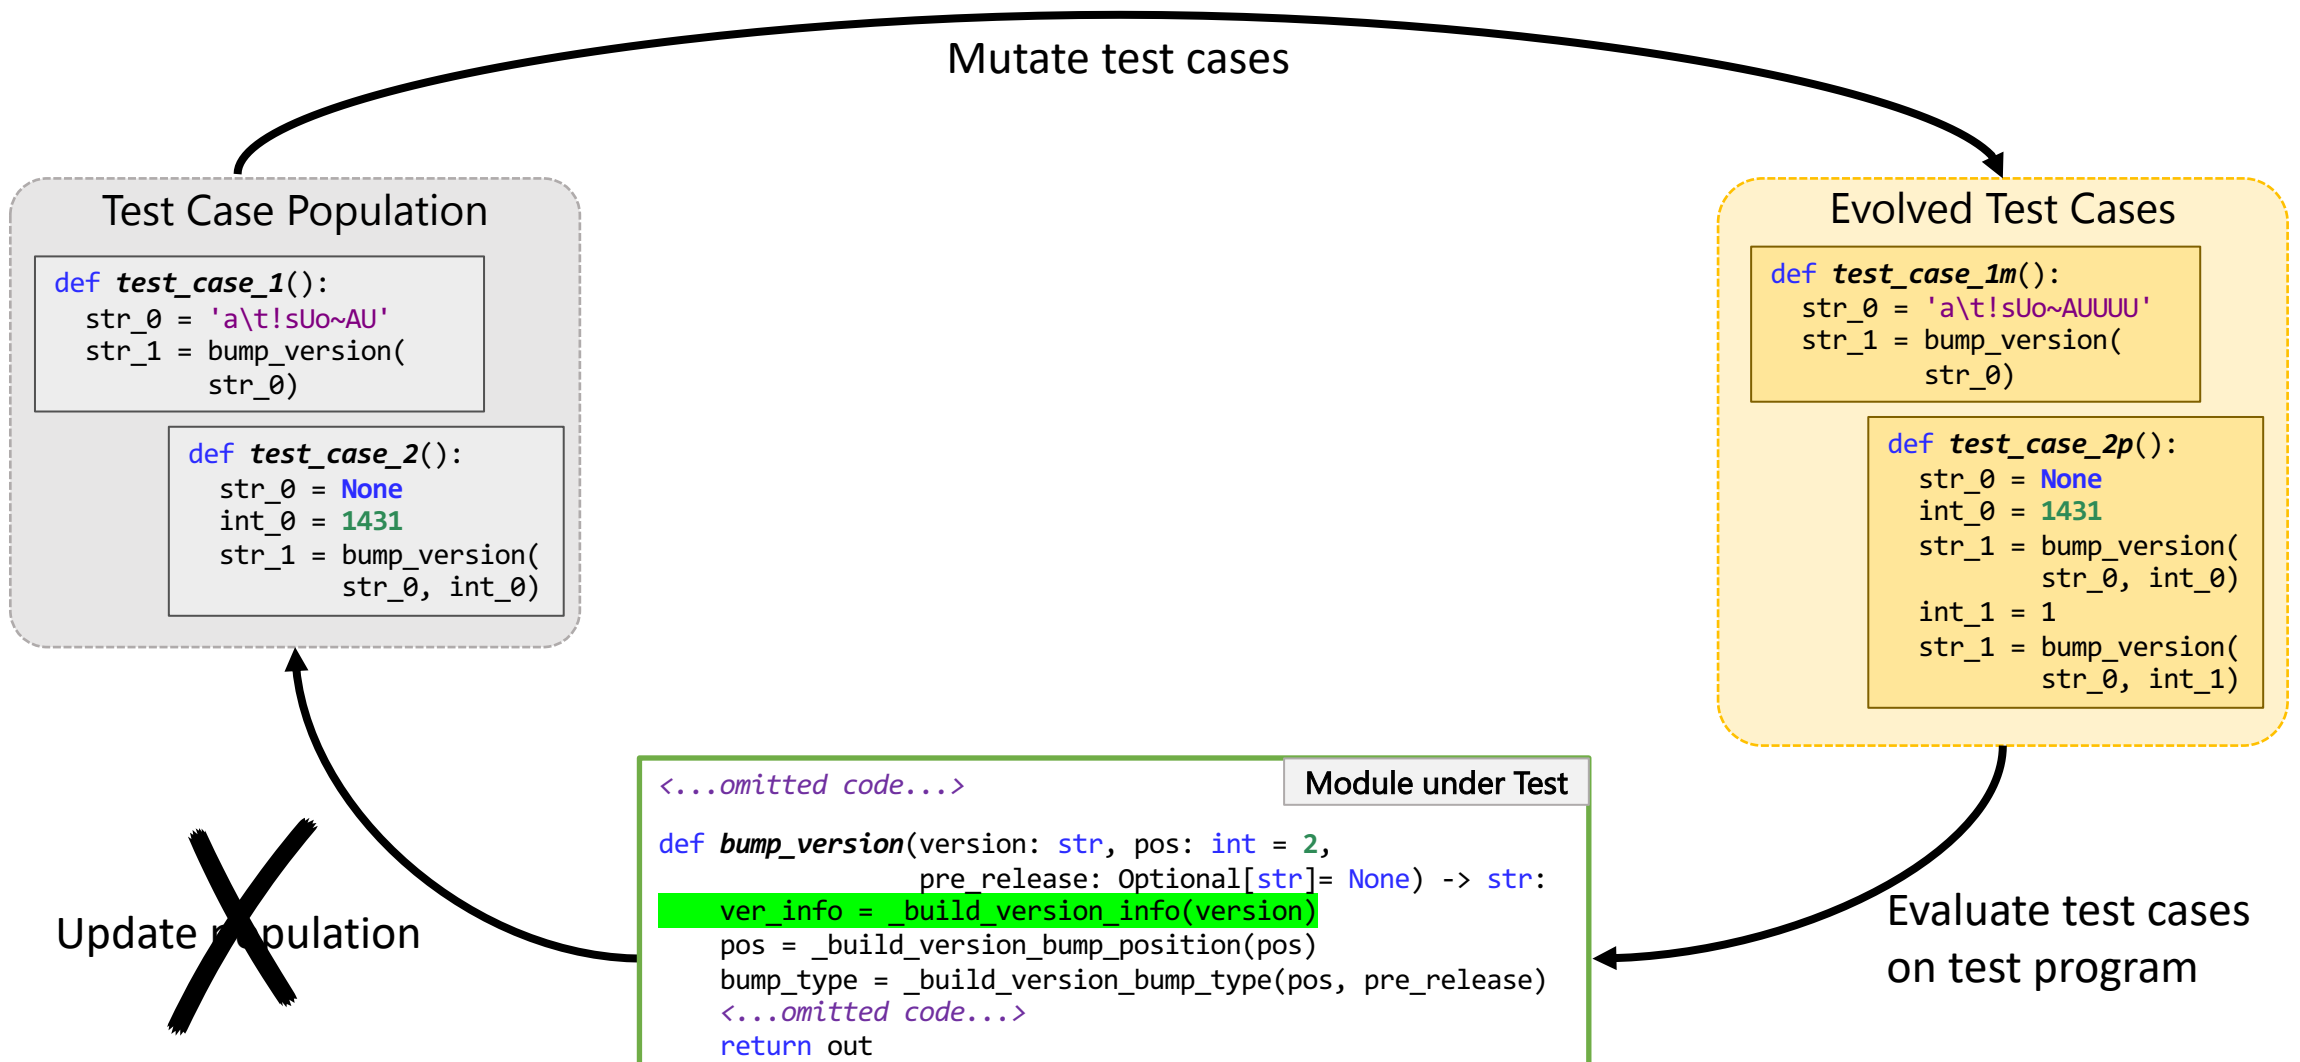 Mutate test cases
Test Case Population
def test_case_1():
  str_0 = 'a\t!sUo~AU'
  str_1 = bump_version(
          str_0)
def test_case_2():
  str_0 = None
  int_0 = 1431
  str_1 = bump_version(
          str_0, int_0)
Evolved Test Cases
def test_case_1m():
  str_0 = 'a\t!sUo~AUUUU'
  str_1 = bump_version(
          str_0)
def test_case_2p():
  str_0 = None
  int_0 = 1431
  str_1 = bump_version(
          str_0, int_0)
  int_1 = 1
  str_1 = bump_version(
          str_0, int_1)
Update population
<...omitted code...>
Module under Test
def bump_version(version: str, pos: int = 2,
                 pre_release: Optional[str]= None) -> str:
    ver_info = _build_version_info(version)
    pos = _build_version_bump_position(pos)
    bump_type = _build_version_bump_type(pos, pre_release)
    <...omitted code...>
    return out
Evaluate test cases
on test program